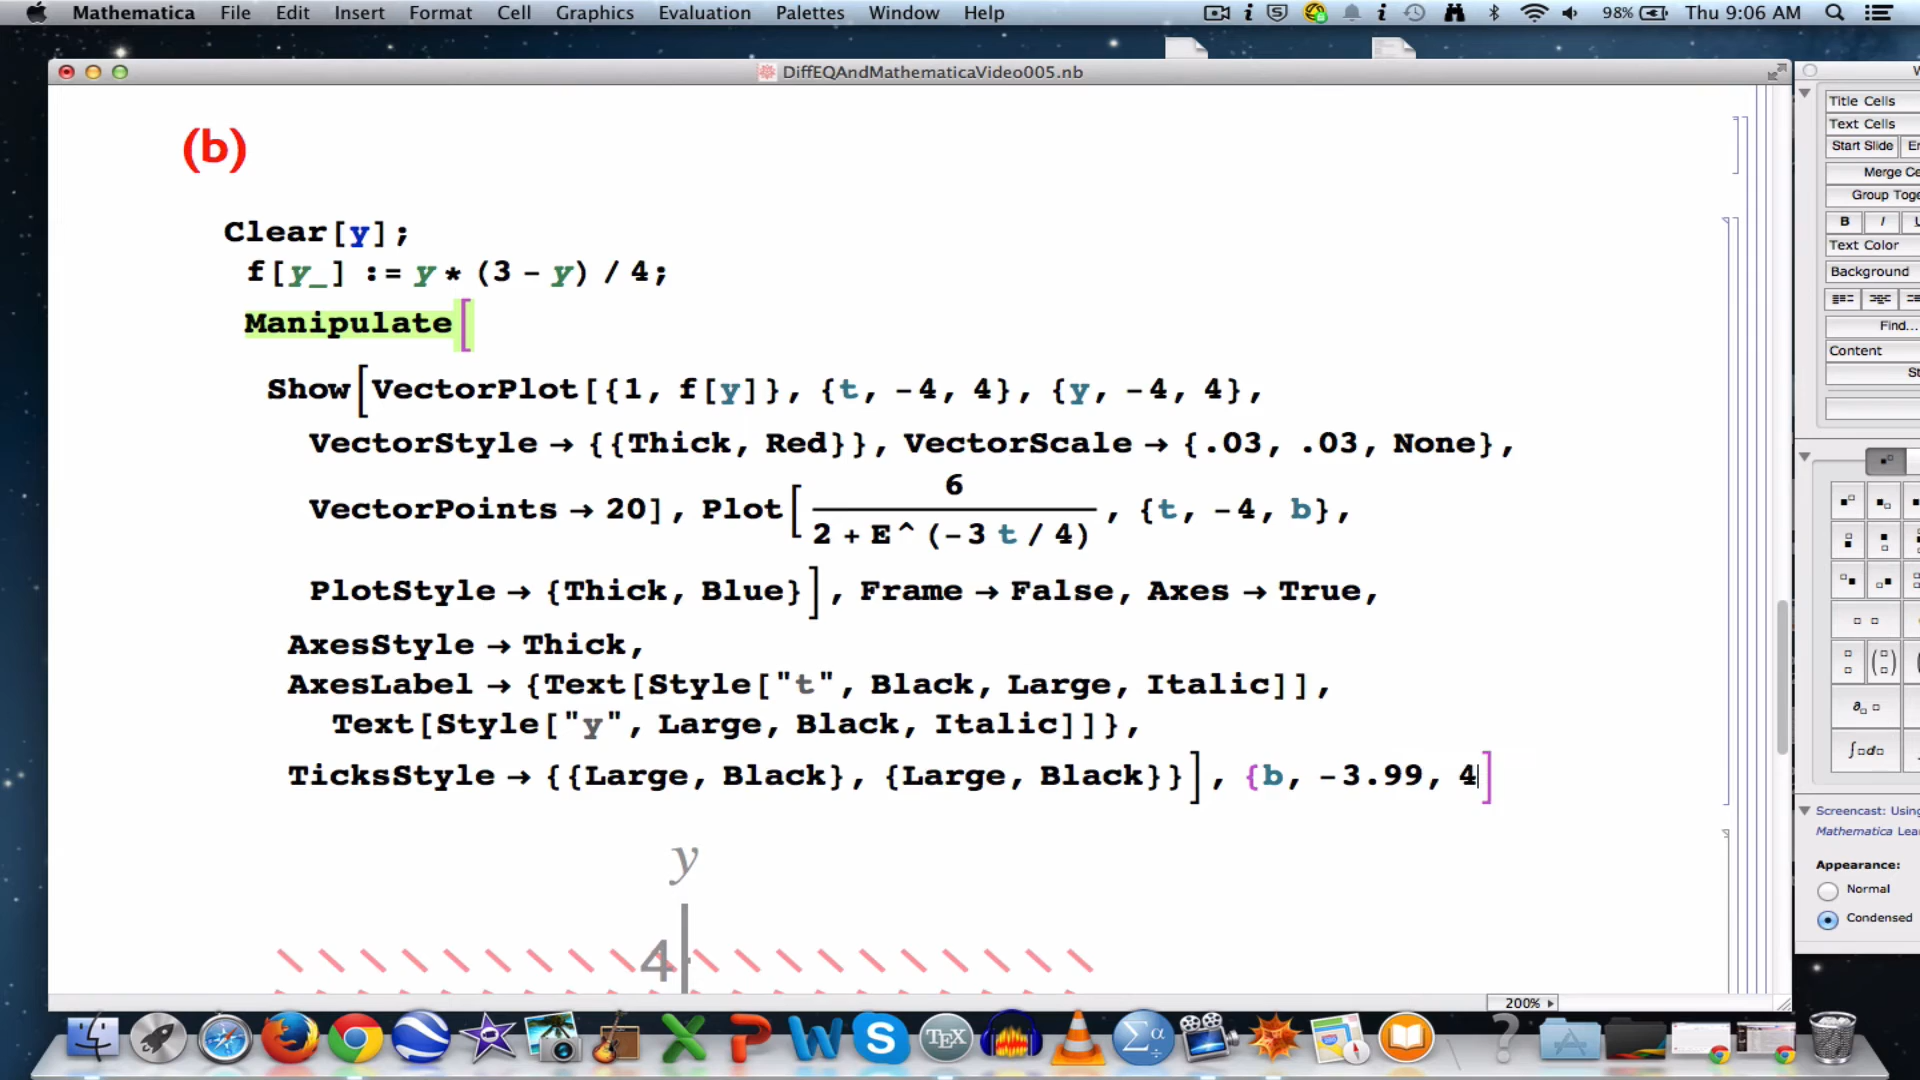 Mathematica File Edit Insert Format Cell Graphics Evaluation Palettes Window Help 98% Thu 9:06 AM
DiffEQAndMathematicaVideo005.nb
(b)
Clear[y];
f[y_] := y * (3 - y) / 4;
Manipulate[
Show[VectorPlot[{1, f[y]}, {t, -4, 4}, {y, -4, 4},
VectorStyle → {{Thick, Red}}, VectorScale → {.03, .03, None},
VectorPoints → 20], Plot[6 / 2 + E^(-3 t / 4), {t, -4, b},
PlotStyle → {Thick, Blue}], Frame → False, Axes → True,
AxesStyle → Thick,
AxesLabel → {Text[Style["t", Black, Large, Italic]],
Text[Style["y", Large, Black, Italic]]},
TicksStyle → {{Large, Black}, {Large, Black}}], {b, -3.99, 4]
y
4
200%
Title Cells
Text Cells
Start Slide
Merge Ce
Group Toge
B I U
Text Color
Background
Find...
Content
Screencast: Using
Mathematica Lea
Appearance:
Normal
Condensed
TEX
Σα÷